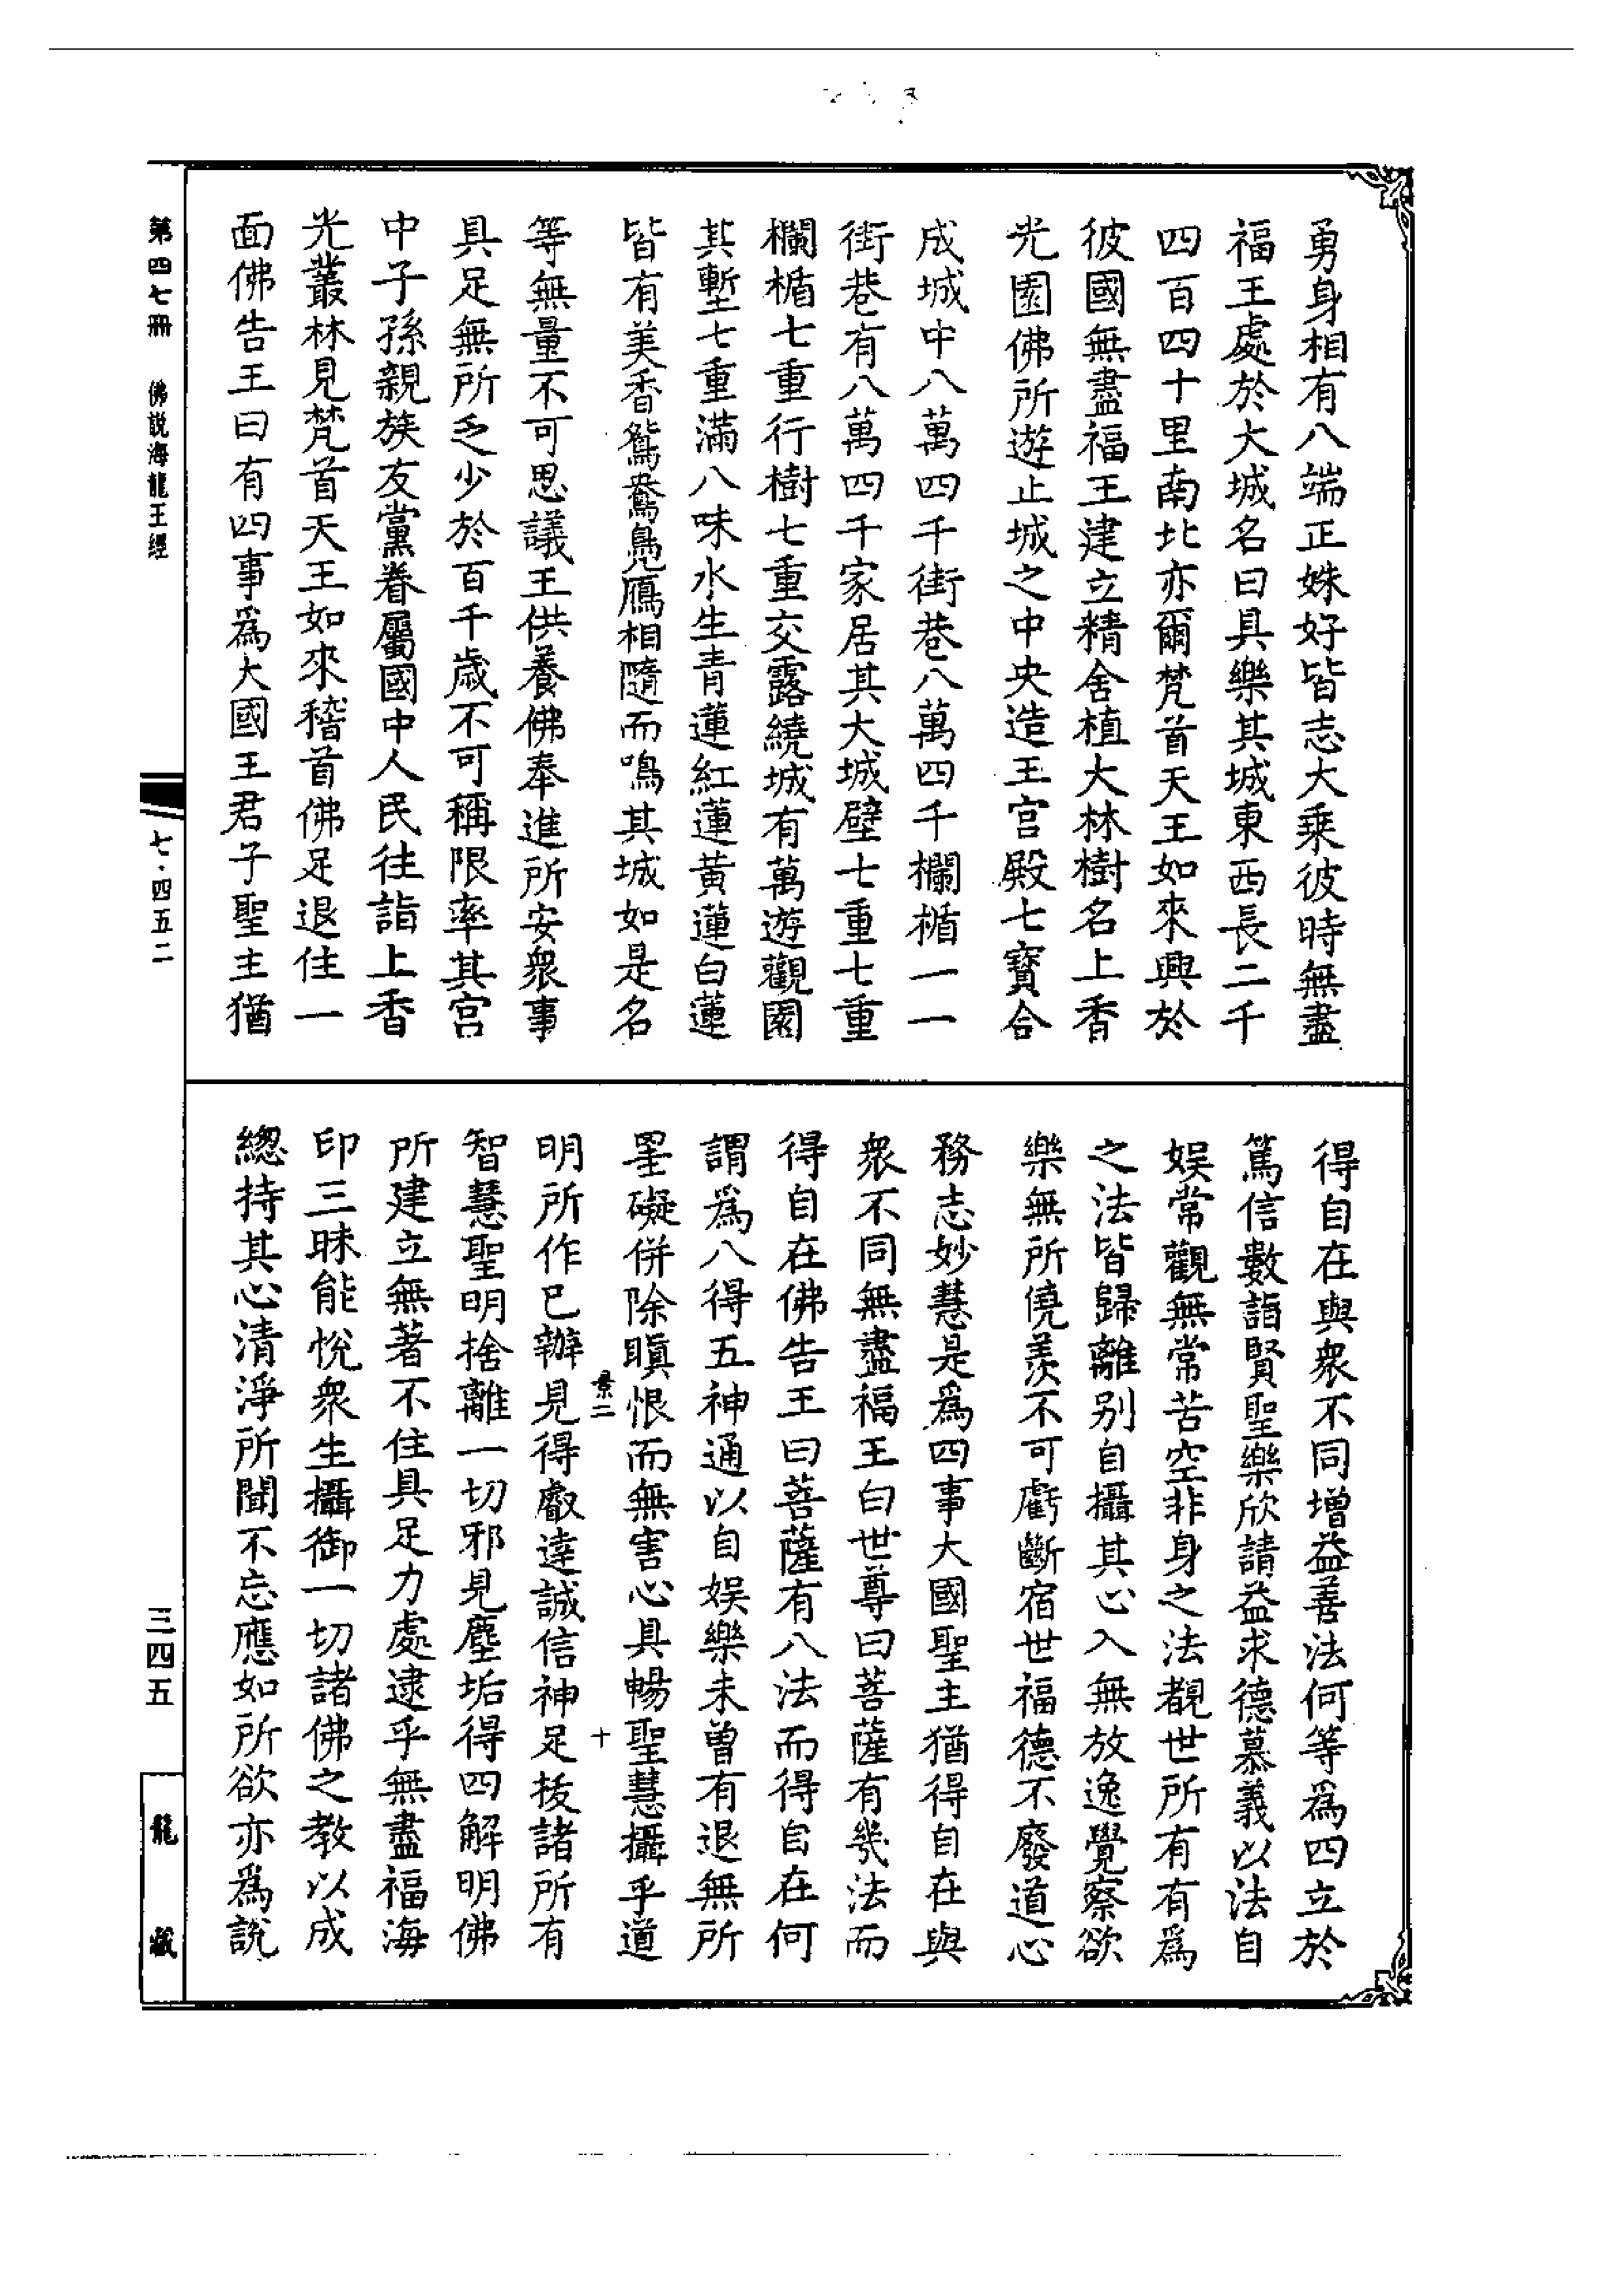 勇身相有八端正姝好皆志大乘彼時無盡
福王處於大城名曰具樂其城東西長二千
四百四十里南北亦爾梵首天王如來興於
彼國無盡福王建立精舍植大林樹名上香
光園佛所遊止城之中央造王宫殿七寶合
成城中八萬四千街巷八萬四千欄楯一一
街巷有八萬四千家居其大城壁七重七重
欄楯七重行樹七重交露繞城有萬遊觀園
其塹七重滿八味水生青蓮紅蓮黄蓮白蓮
皆有美香鴛鴦鳧鴈相隨而鳴其城如是名
等無量不可思議王供養佛奉進所安衆事
具足無所乏少於百千歲不可稱限率其宫
中子孫親族友黨眷屬國中人民往詣上香
光叢林見梵首天王如來稽首佛足退住一
面佛告王曰有四事爲大國王君子聖主猶
得自在與衆不同增益善法何等爲四立於
篤信數詣賢聖樂欣請益求德慕義以法自
娱常觀無常苦空非身之法覩世所有有爲
之法皆歸離别自攝其心入無放逸覺察欲
樂無所僥羨不可虧斷宿世福德不廢道心
務志妙慧是爲四事大國聖主猶得自在與
衆不同無盡福王白世尊曰菩薩有幾法而
得自在佛告王曰菩薩有八法而得自在何
謂爲八得五神通以自娱樂未曽有退無所
罣礙併除瞋恨而無害心具暢聖慧攝乎道
景二 十
明所作已辦見得叡達誠信神足拔諸所有
智慧聖明捨離一切邪見塵垢得四解明佛
所建立無著不住具足力處逮乎無盡福海
印三昧能悦衆生攝御一切諸佛之教以成
總持其心清淨所聞不忘應如所欲亦爲説
第四七冊 佛説海龍王經
七·四五二
三四五
龍藏